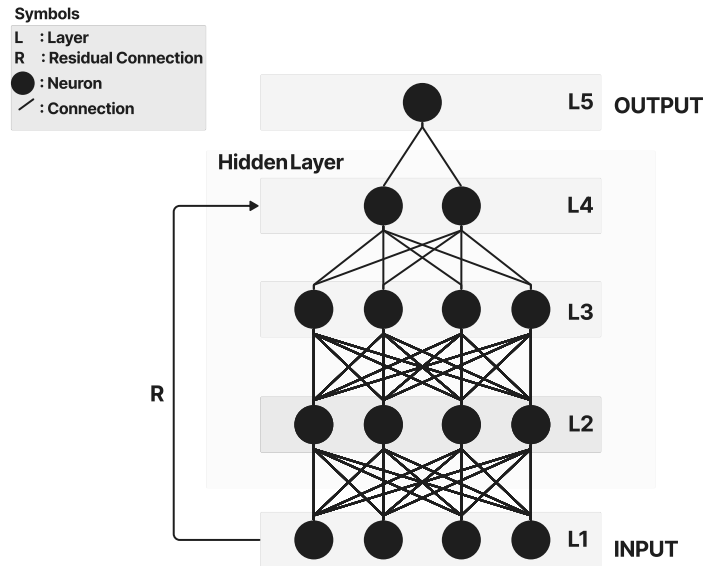 Symbols
L : Layer
R : Residual Connection
: Neuron
: Connection
L5
OUTPUT
Hidden Layer
L4
L3
R
L2
L1
INPUT